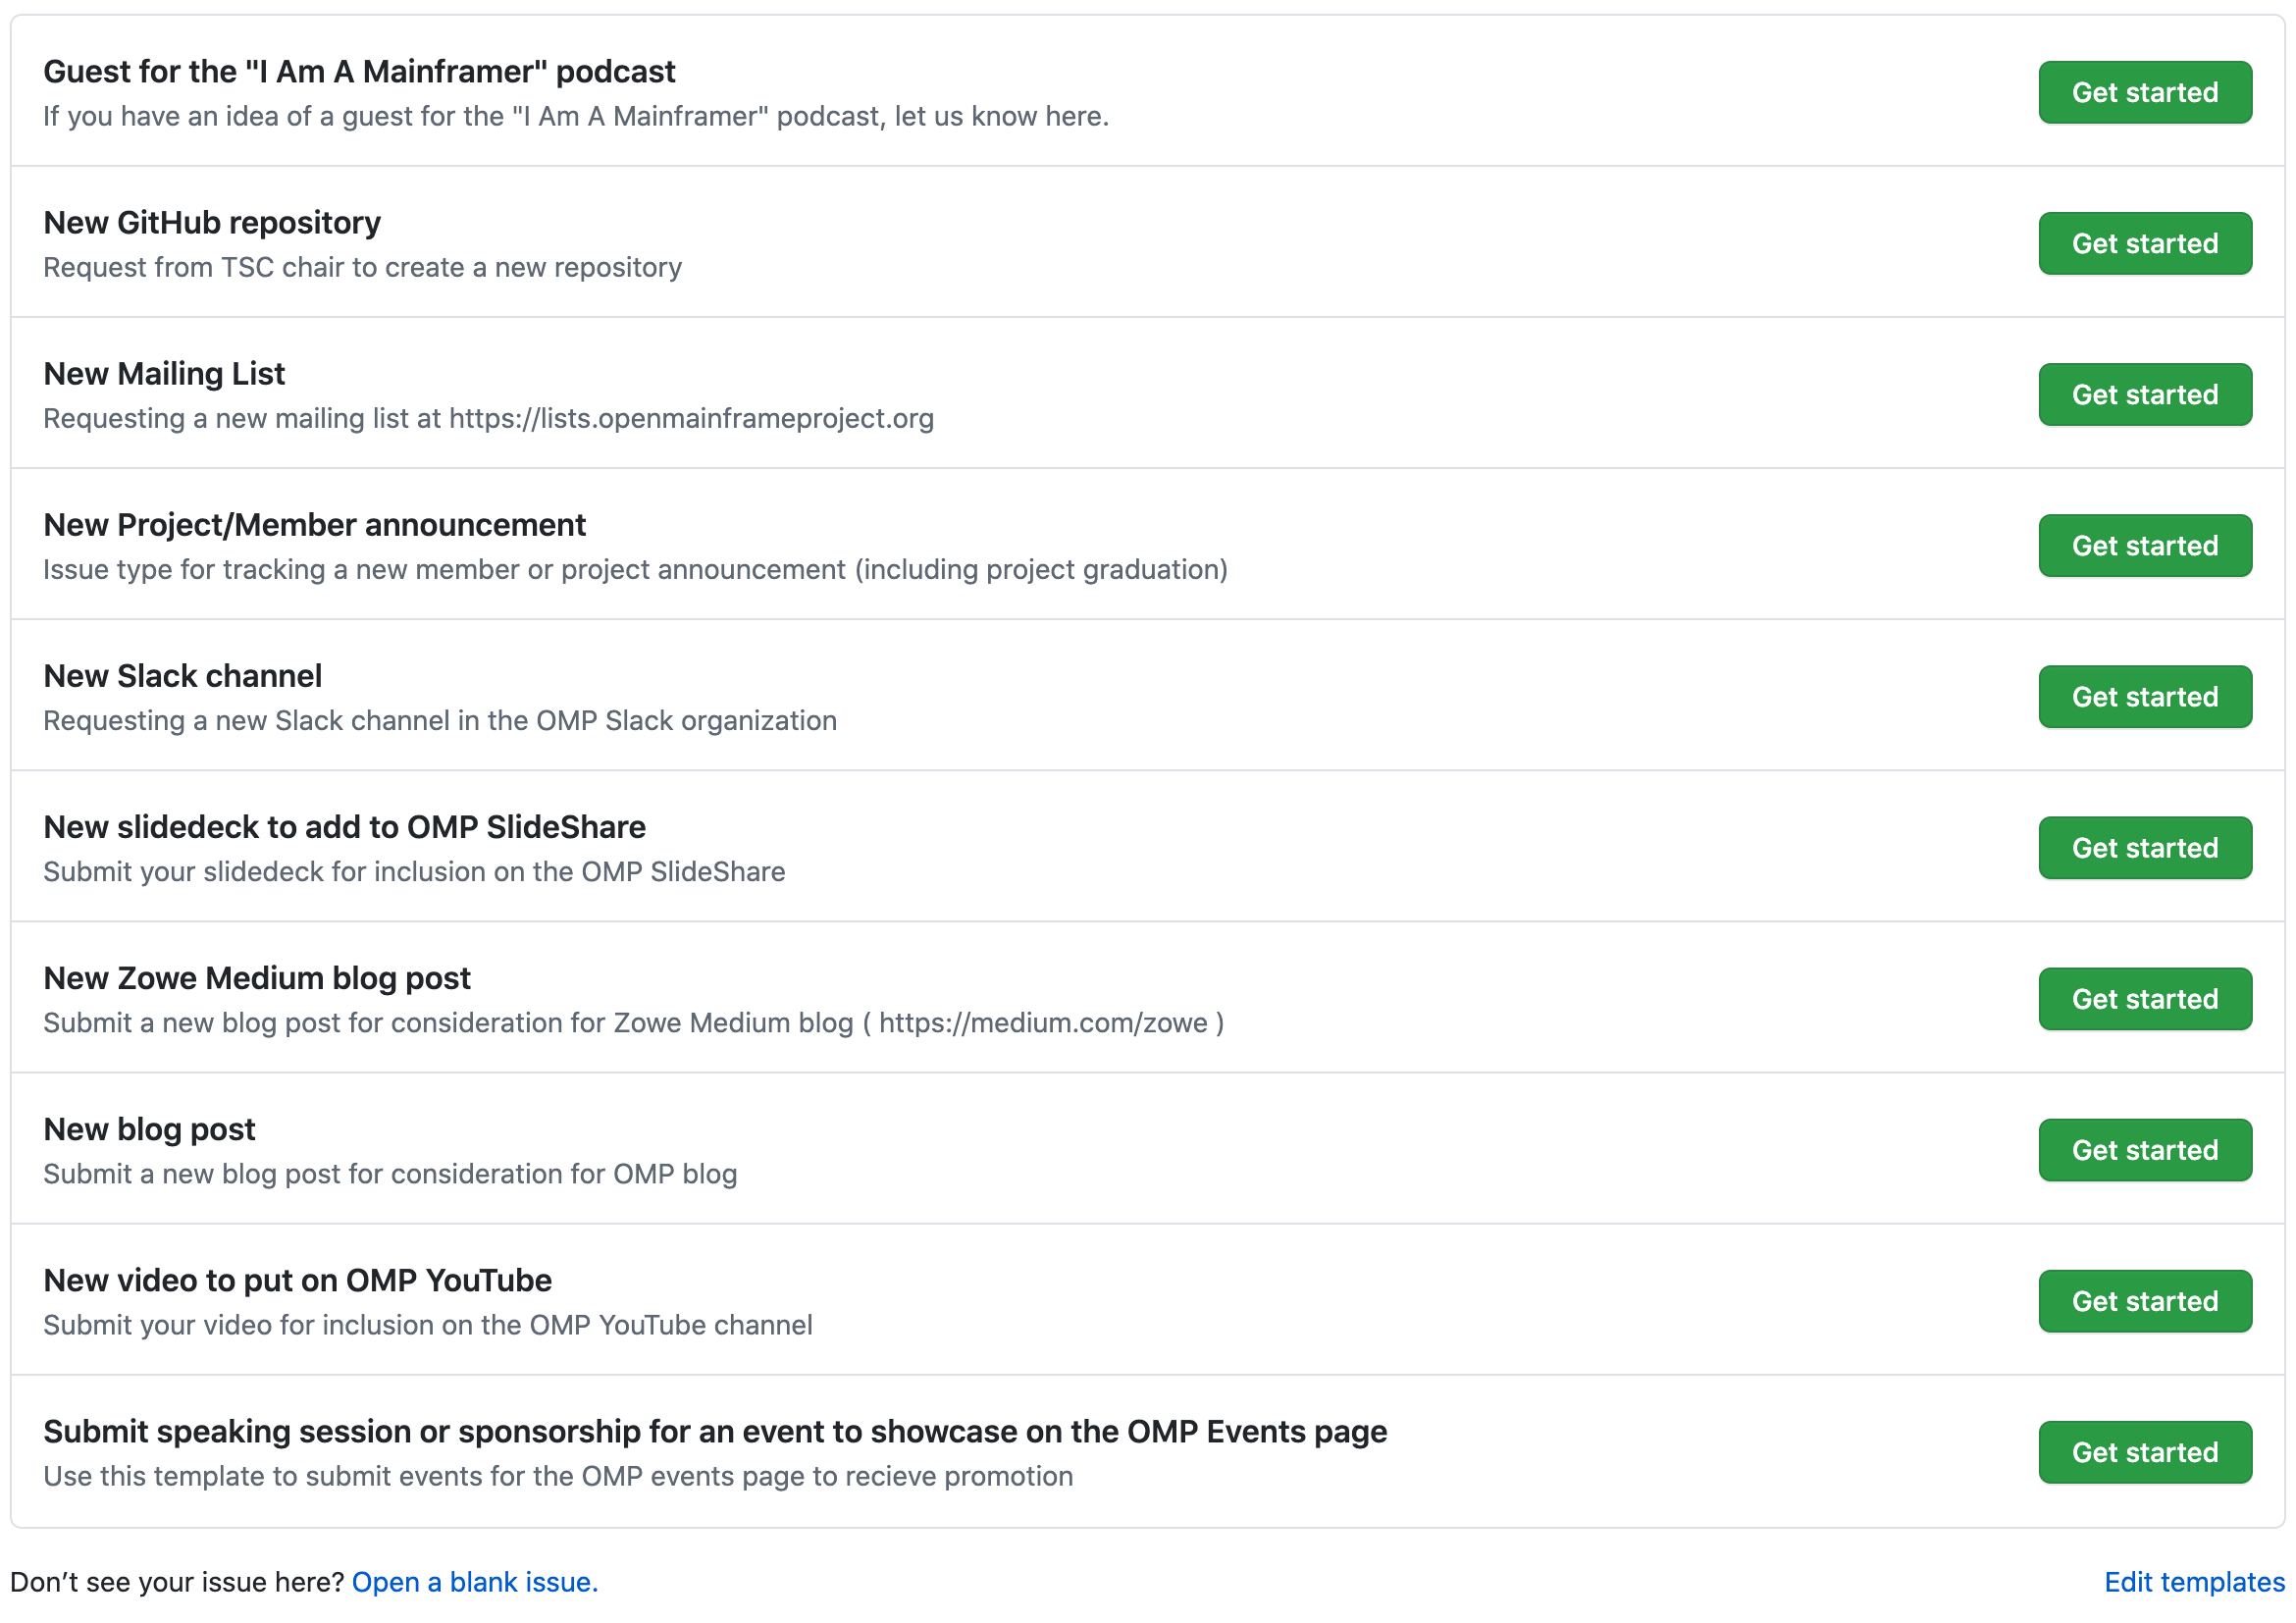 Guest for the "I Am A Mainframer" podcast
If you have an idea of a guest for the "I Am A Mainframer" podcast, let us know here.
Get started
New GitHub repository
Request from TSC chair to create a new repository
Get started
New Mailing List
Requesting a new mailing list at https://lists.openmainframeproject.org
Get started
New Project/Member announcement
Issue type for tracking a new member or project announcement (including project graduation)
Get started
New Slack channel
Requesting a new Slack channel in the OMP Slack organization
Get started
New slidedeck to add to OMP SlideShare
Submit your slidedeck for inclusion on the OMP SlideShare
Get started
New Zowe Medium blog post
Submit a new blog post for consideration for Zowe Medium blog ( https://medium.com/zowe )
Get started
New blog post
Submit a new blog post for consideration for OMP blog
Get started
New video to put on OMP YouTube
Submit your video for inclusion on the OMP YouTube channel
Get started
Submit speaking session or sponsorship for an event to showcase on the OMP Events page
Use this template to submit events for the OMP events page to recieve promotion
Get started
Don’t see your issue here? Open a blank issue.
Edit templates